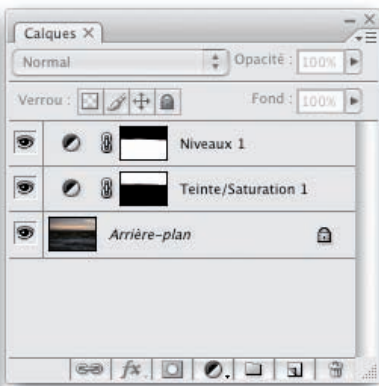 Calques ×
Normal Opacité : 100%
Verrou : Fond : 100%
Niveaux 1
Teinte/Saturation 1
Arrière-plan
fx.